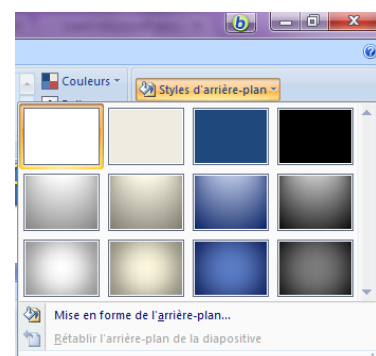 Couleurs
Styles d'arrière-plan
Mise en forme de l'arrière-plan...
Rétablir l'arrière-plan de la diapositive